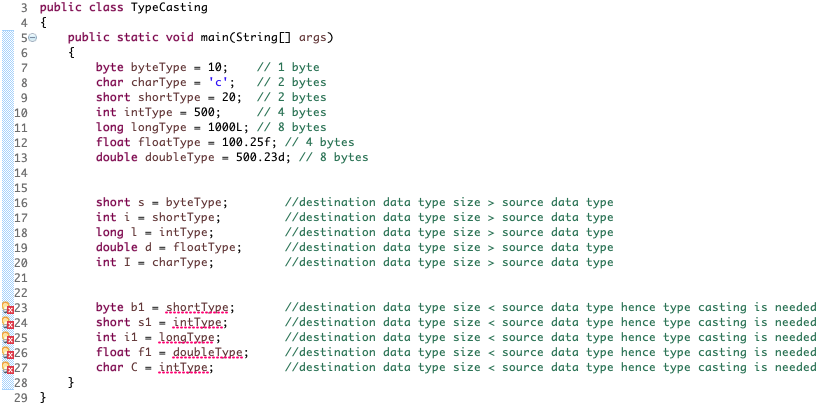 3 public class TypeCasting
4 {
5 public static void main(String[] args)
6 {
7 byte byteType = 10; // 1 byte
8 char charType = 'c'; // 2 bytes
9 short shortType = 20; // 2 bytes
10 int intType = 500; // 4 bytes
11 long longType = 1000L; // 8 bytes
12 float floatType = 100.25f; // 4 bytes
13 double doubleType = 500.23d; // 8 bytes
14
15
16 short s = byteType; //destination data type size > source data type
17 int i = shortType; //destination data type size > source data type
18 long l = intType; //destination data type size > source data type
19 double d = floatType; //destination data type size > source data type
20 int I = charType; //destination data type size > source data type
21
22
23 byte b1 = shortType; //destination data type size < source data type hence type casting is needed
24 short s1 = intType; //destination data type size < source data type hence type casting is needed
25 int i1 = longType; //destination data type size < source data type hence type casting is needed
26 float f1 = doubleType; //destination data type size < source data type hence type casting is needed
27 char C = intType; //destination data type size < source data type hence type casting is needed
28 }
29 }